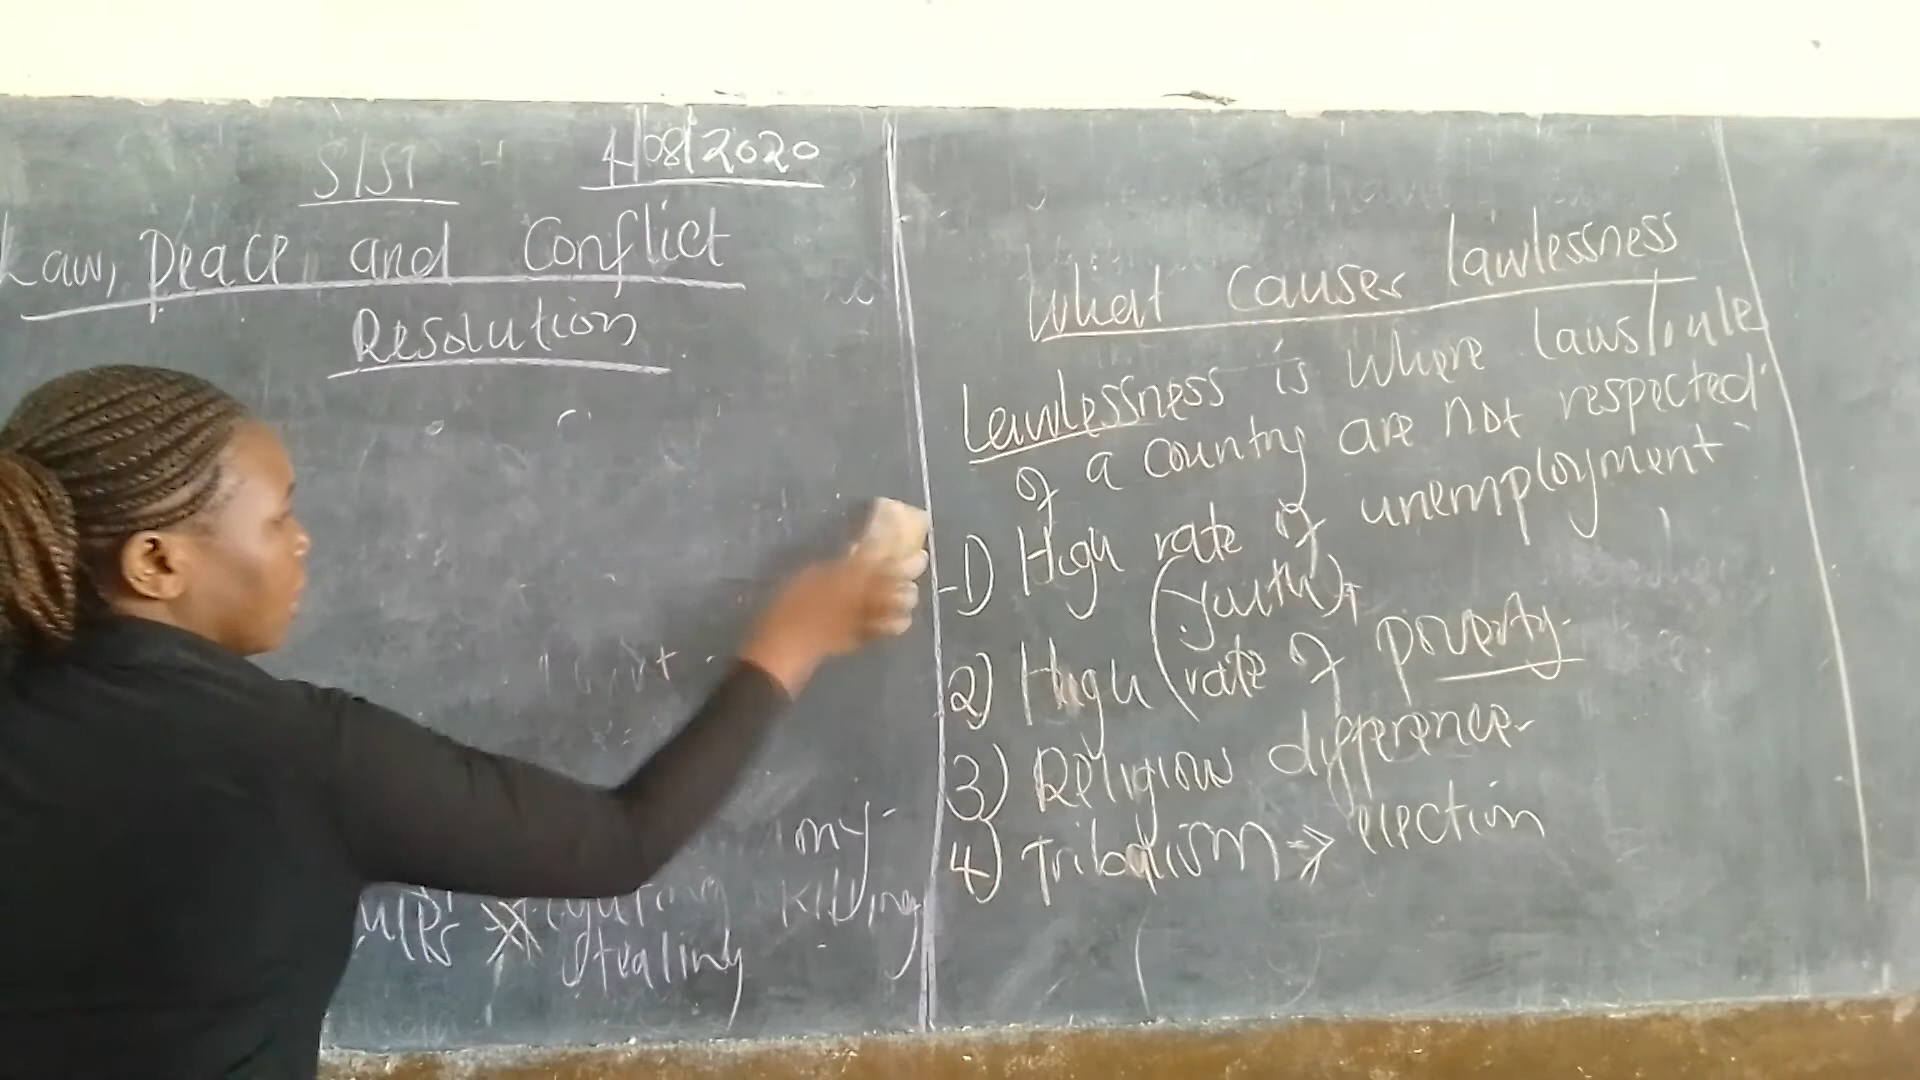 S/ST 4/08/2020
Law, Peace and Conflict
Resolution
my-
killing
stealing
What causes lawlessness
Lawlessness is where laws/rule
of a country are not respected.
1) High rate of unemployment
(youth)
2) High rate of poverty.
3) Religious difference
4) Tribalism → election